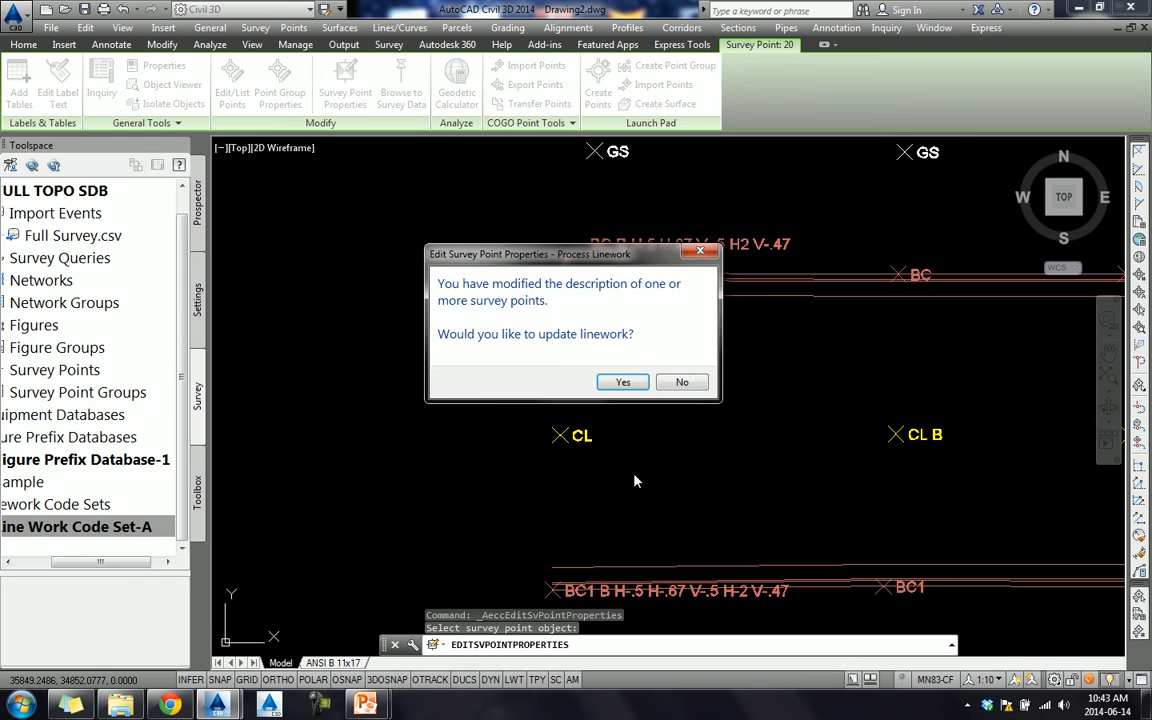 Civil 3D
AutoCAD Civil 3D 2014 Drawing2.dwg
Type a keyword or phrase
Sign In
File Edit View Insert General Survey Points Surfaces Lines/Curves Parcels Grading Alignments Profiles Corridors Sections Pipes Annotation Inquiry Window Express
Home Insert Annotate Modify Analyze View Manage Output Survey Autodesk 360 Help Add-ins Featured Apps Express Tools Survey Point: 20
Add Tables
Edit Label Text
Inquiry
Properties
Object Viewer
Isolate Objects
Edit/List Points
Point Group Properties
Survey Point Properties
Browse to Survey Data
Geodetic Calculator
Import Points
Export Points
Transfer Points
Create Points
Create Point Group
Import Points
Create Surface
Labels & Tables
General Tools
Modify
Analyze
COGO Point Tools
Launch Pad
Toolspace
[−][Top][2D Wireframe]
ULL TOPO SDB
Import Events
Full Survey.csv
Survey Queries
Networks
Network Groups
Figures
Figure Groups
Survey Points
Survey Point Groups
uipment Databases
ure Prefix Databases
igure Prefix Database-1
ample
ework Code Sets
ine Work Code Set-A
Prospector
Settings
Survey
Toolbox
GS
GS
N
W
TOP
E
S
WCS
BC
Edit Survey Point Properties - Process Linework
You have modified the description of one or
more survey points.
Would you like to update linework?
Yes
No
CL
CL B
BC1 B H-.5 H-.67 V-.5 H-2 V-.47
BC1
Y
X
Command: _AeccEditSvPointProperties
Select survey point object:
EDITSVPOINTPROPERTIES
Model
ANSI B 11x17
35849.2486, 34852.0777, 0.0000
INFER SNAP GRID ORTHO POLAR OSNAP 3DOSNAP OTRACK DUCS DYN LWT TPY SC AM
MN83-CF
1:10
10:43 AM
2014-06-14